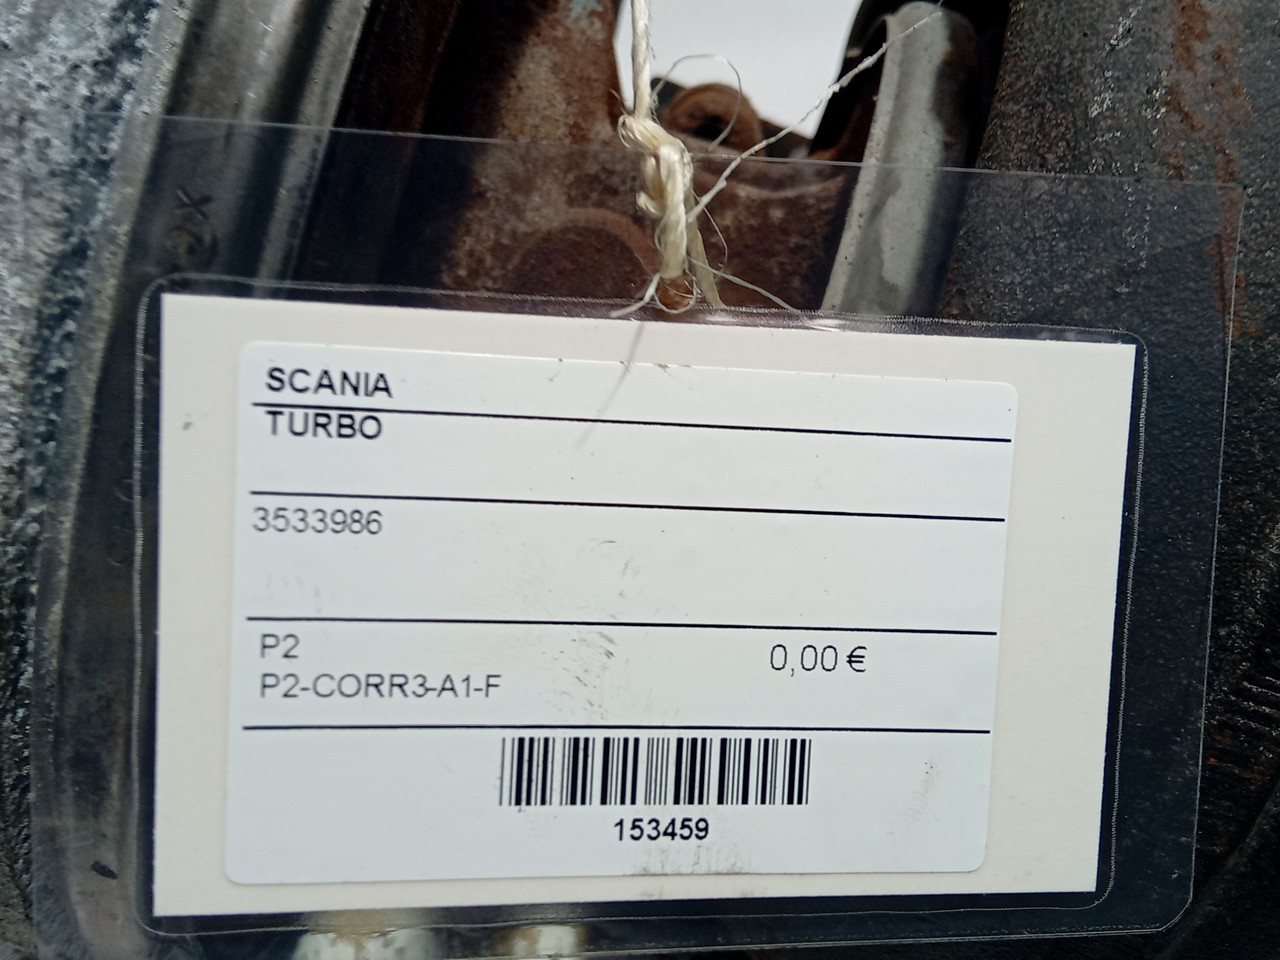 SCANIA
TURBO
3533986
P2
0,00 €
P2-CORR3-A1-F
153459